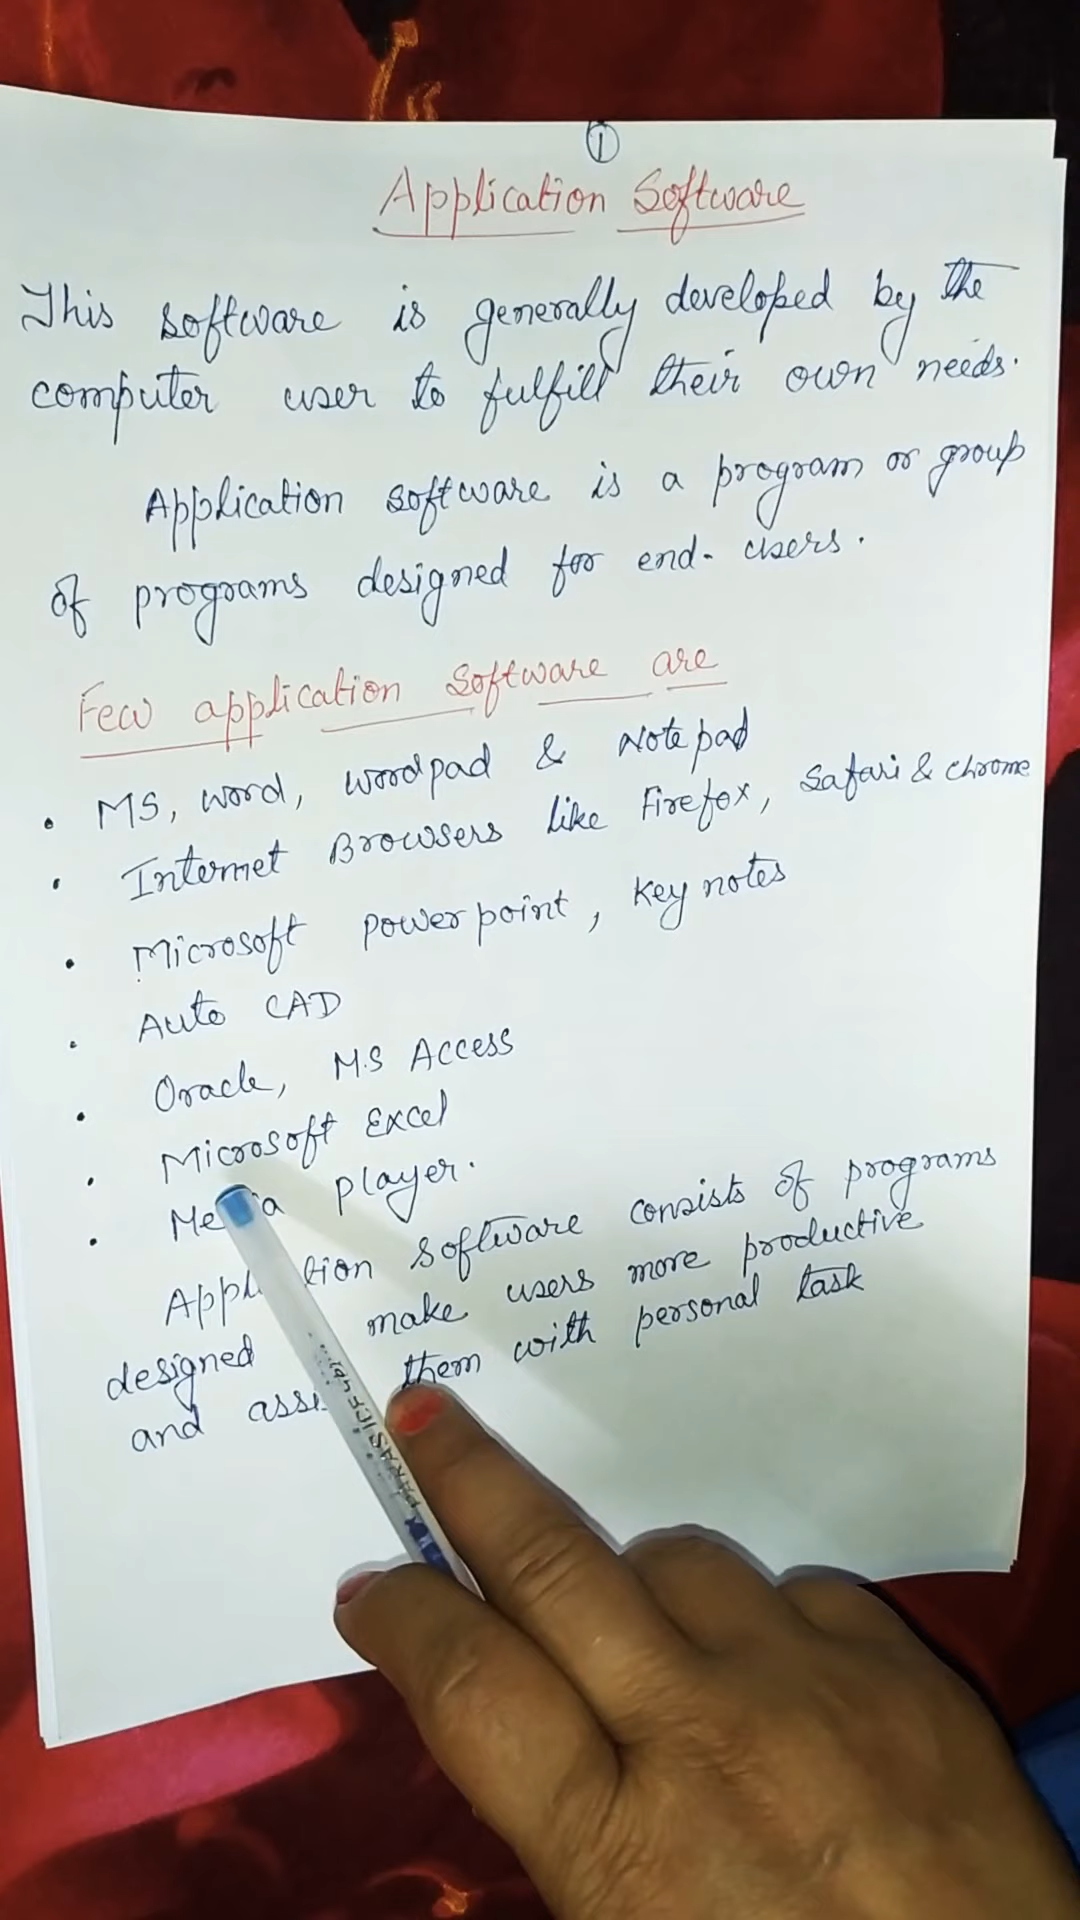 1
Application Software
This software is generally developed by the
computer user to fulfill their own needs.
Application software is a program or group
of programs designed for end-users.
Few application software are
• MS, word, wordpad & Notepad
• Internet Browsers like Firefox, Safari & chrome
• Microsoft powerpoint, key notes
• Auto CAD
• Oracle, M.S Access
• Microsoft Excel
• player.
software consists of programs
designed make users more productive
and them with personal task